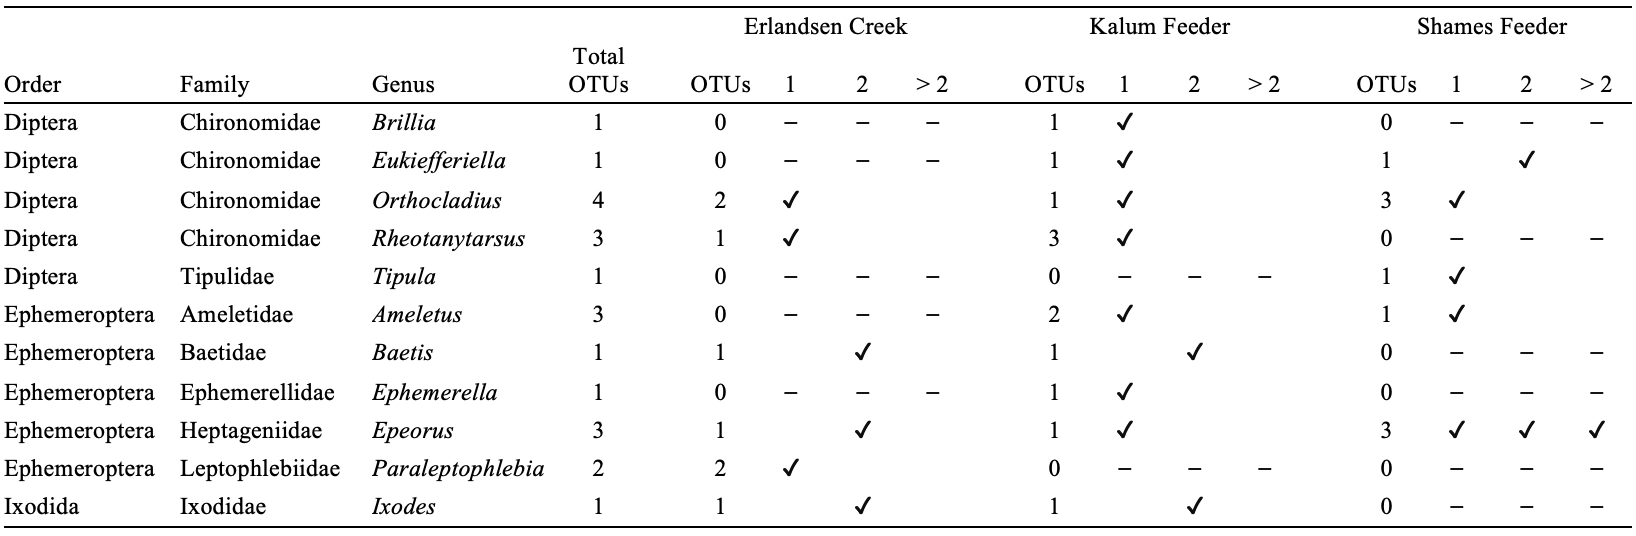 Erlandsen Creek Kalum Feeder Shames Feeder
Total
Order Family Genus OTUs OTUs 1 2 > 2 OTUs 1 2 > 2 OTUs 1 2 > 2
Diptera Chironomidae Brillia 1 0 – – – 1 ✓ 0 – – –
Diptera Chironomidae Eukiefferiella 1 0 – – – 1 ✓ 1 ✓
Diptera Chironomidae Orthocladius 4 2 ✓ 1 ✓ 3 ✓
Diptera Chironomidae Rheotanytarsus 3 1 ✓ 3 ✓ 0 – – –
Diptera Tipulidae Tipula 1 0 – – – 0 – – – 1 ✓
Ephemeroptera Ameletidae Ameletus 3 0 – – – 2 ✓ 1 ✓
Ephemeroptera Baetidae Baetis 1 1 ✓ 1 ✓ 0 – – –
Ephemeroptera Ephemerellidae Ephemerella 1 0 – – – 1 ✓ 0 – – –
Ephemeroptera Heptageniidae Epeorus 3 1 ✓ 1 ✓ 3 ✓ ✓ ✓
Ephemeroptera Leptophlebiidae Paraleptophlebia 2 2 ✓ 0 – – – 0 – – –
Ixodida Ixodidae Ixodes 1 1 ✓ 1 ✓ 0 – – –